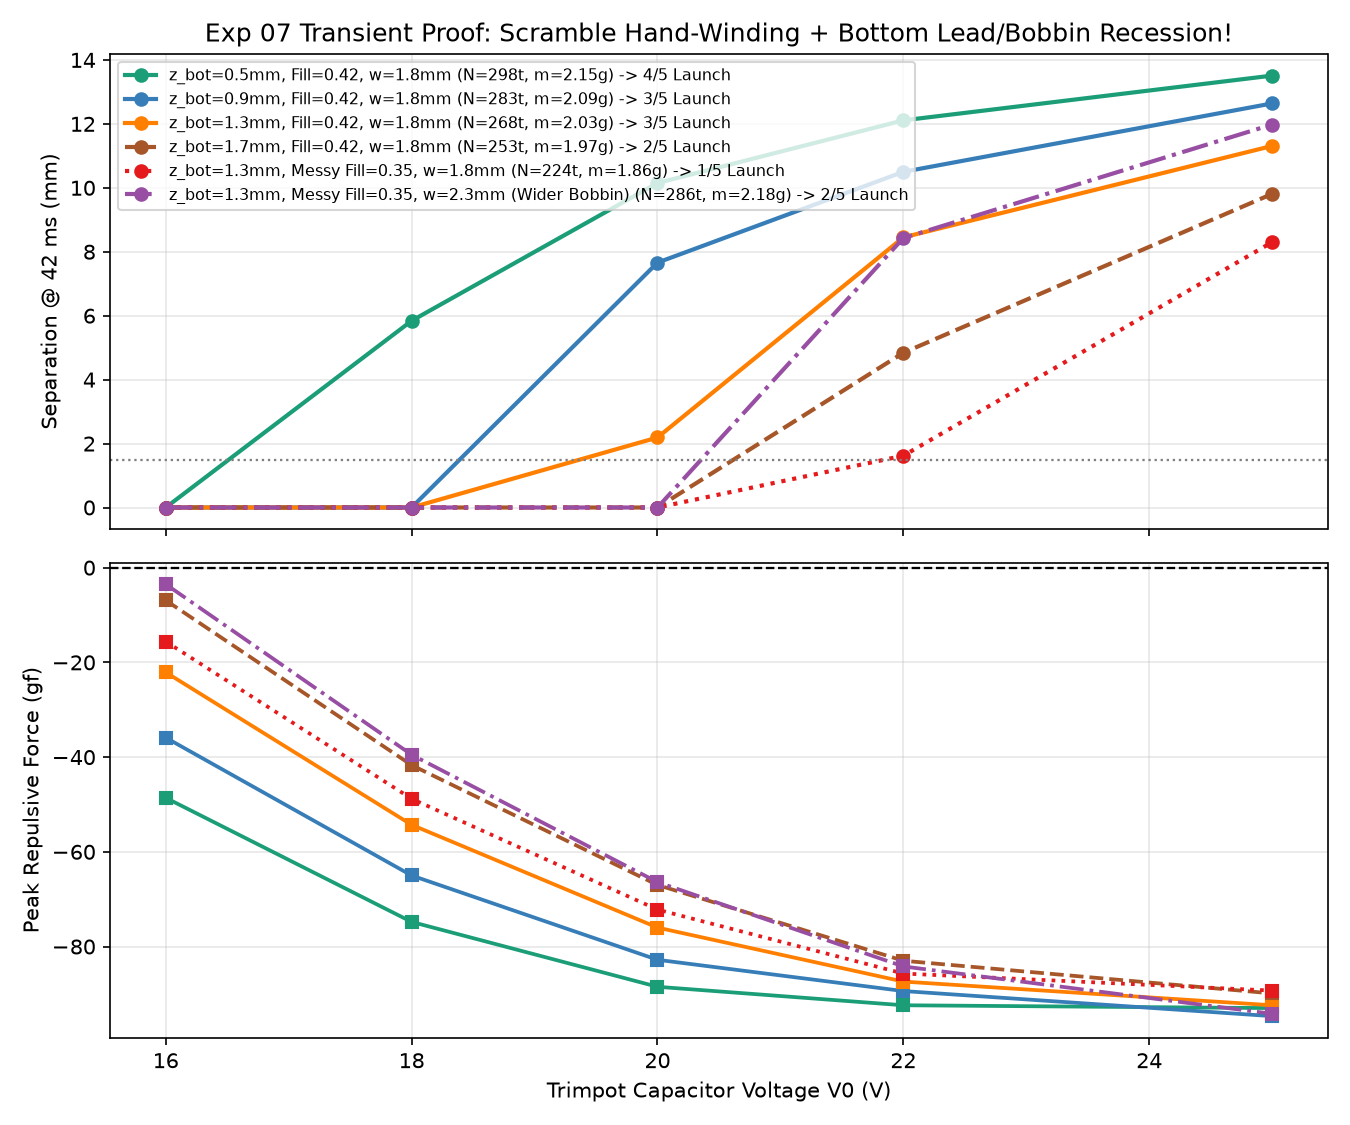 Exp 07 Transient Proof: Scramble Hand-Winding + Bottom Lead/Bobbin Recession!
14
12
10
8
6
4
2
0
Separation @ 42 ms (mm)
z_bot=0.5mm, Fill=0.42, w=1.8mm (N=298t, m=2.15g) -> 4/5 Launch
z_bot=0.9mm, Fill=0.42, w=1.8mm (N=283t, m=2.09g) -> 3/5 Launch
z_bot=1.3mm, Fill=0.42, w=1.8mm (N=268t, m=2.03g) -> 3/5 Launch
z_bot=1.7mm, Fill=0.42, w=1.8mm (N=253t, m=1.97g) -> 2/5 Launch
z_bot=1.3mm, Messy Fill=0.35, w=1.8mm (N=224t, m=1.86g) -> 1/5 Launch
z_bot=1.3mm, Messy Fill=0.35, w=2.3mm (Wider Bobbin) (N=286t, m=2.18g) -> 2/5 Launch
0
−20
−40
−60
−80
Peak Repulsive Force (gf)
16 18 20 22 24
Trimpot Capacitor Voltage V0 (V)